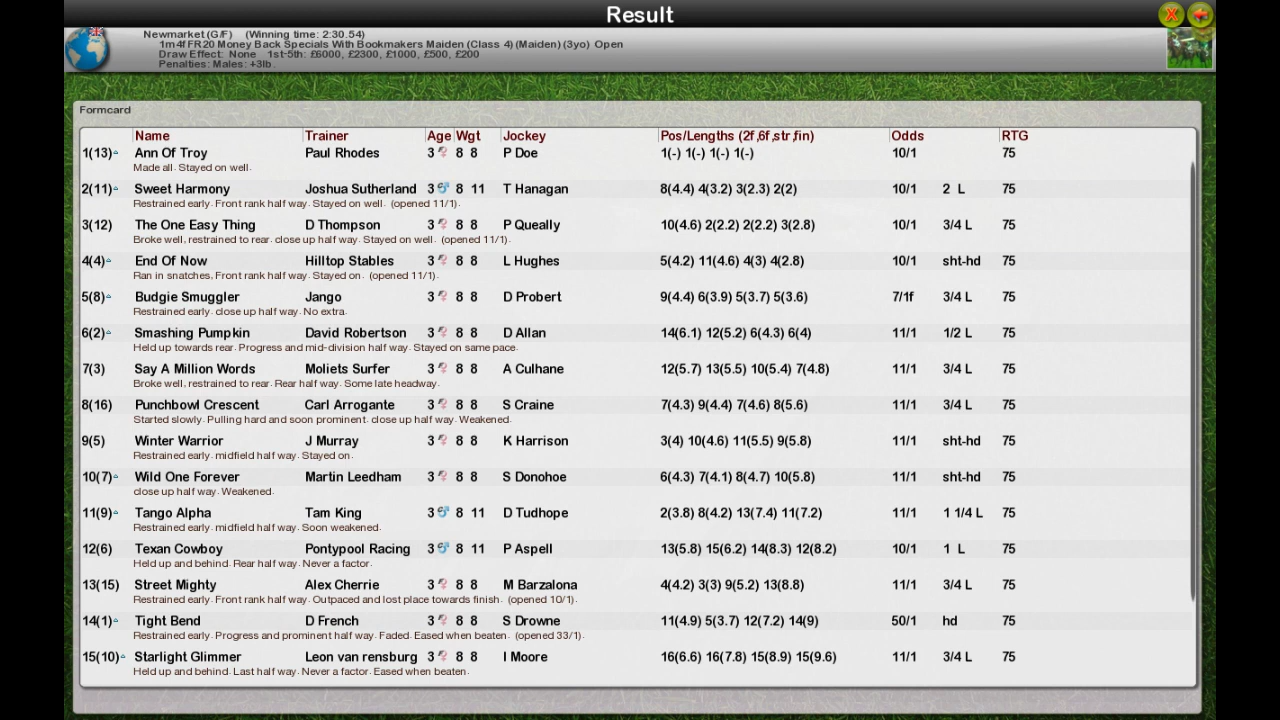 Result
Newmarket (G/F) (Winning time: 2:30.54)
1m4f FR20 Money Back Specials With Bookmakers Maiden (Class 4) (Maiden) (3yo) Open
Draw Effect: None 1st-5th: £6000, £2300, £1000, £500, £200
Penalties: Males: +3lb.
Formcard
Name Trainer Age Wgt Jockey Pos/Lengths (2f,6f,str,fin) Odds RTG
1(13) Ann Of Troy Paul Rhodes 3 8 8 P Doe 1(-) 1(-) 1(-) 1(-) 10/1 75
Made all. Stayed on well.
2(11) Sweet Harmony Joshua Sutherland 3 8 11 T Hanagan 8(4.4) 4(3.2) 3(2.3) 2(2) 10/1 2 L 75
Restrained early. Front rank half way. Stayed on well. (opened 11/1).
3(12) The One Easy Thing D Thompson 3 8 8 P Queally 10(4.6) 2(2.2) 2(2.2) 3(2.8) 10/1 3/4 L 75
Broke well, restrained to rear. close up half way. Stayed on well. (opened 11/1).
4(4) End Of Now Hilltop Stables 3 8 8 L Hughes 5(4.2) 11(4.6) 4(3) 4(2.8) 10/1 sht-hd 75
Ran in snatches, Front rank half way. Stayed on. (opened 11/1).
5(8) Budgie Smuggler Jango 3 8 8 D Probert 9(4.4) 6(3.9) 5(3.7) 5(3.6) 7/1f 3/4 L 75
Restrained early. close up half way. No extra.
6(2) Smashing Pumpkin David Robertson 3 8 8 D Allan 14(6.1) 12(5.2) 6(4.3) 6(4) 11/1 1/2 L 75
Held up towards rear. Progress and mid-division half way. Stayed on same pace.
7(3) Say A Million Words Moliets Surfer 3 8 8 A Culhane 12(5.7) 13(5.5) 10(5.4) 7(4.8) 11/1 3/4 L 75
Broke well, restrained to rear. Rear half way. Some late headway.
8(16) Punchbowl Crescent Carl Arrogante 3 8 8 S Craine 7(4.3) 9(4.4) 7(4.6) 8(5.6) 11/1 3/4 L 75
Started slowly. Pulling hard and soon prominent. close up half way. Weakened.
9(5) Winter Warrior J Murray 3 8 8 K Harrison 3(4) 10(4.6) 11(5.5) 9(5.8) 11/1 sht-hd 75
Restrained early. midfield half way. Stayed on.
10(7) Wild One Forever Martin Leedham 3 8 8 S Donohoe 6(4.3) 7(4.1) 8(4.7) 10(5.8) 11/1 sht-hd 75
close up half way. Weakened.
11(9) Tango Alpha Tam King 3 8 11 D Tudhope 2(3.8) 8(4.2) 13(7.4) 11(7.2) 11/1 1 1/4 L 75
Restrained early. midfield half way. Soon weakened.
12(6) Texan Cowboy Pontypool Racing 3 8 11 P Aspell 13(5.8) 15(6.2) 14(8.3) 12(8.2) 10/1 1 L 75
Held up and behind. Rear half way. Never a factor.
13(15) Street Mighty Alex Cherrie 3 8 8 M Barzalona 4(4.2) 3(3) 9(5.2) 13(8.8) 11/1 3/4 L 75
Restrained early. Front rank half way. Outpaced and lost place towards finish. (opened 10/1).
14(1) Tight Bend D French 3 8 8 S Drowne 11(4.9) 5(3.7) 12(7.2) 14(9) 50/1 hd 75
Restrained early. Progress and prominent half way. Faded. Eased when beaten. (opened 33/1).
15(10) Starlight Glimmer Leon van rensburg 3 8 8 I Moore 16(6.6) 16(7.8) 15(8.9) 15(9.6) 11/1 3/4 L 75
Held up and behind. Last half way. Never a factor. Eased when beaten.